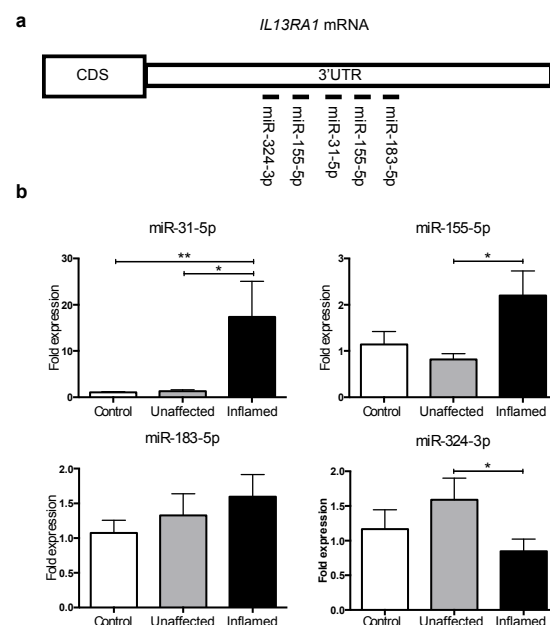 a
IL13RA1 mRNA
CDS
3'UTR
miR-324-3p
miR-155-5p
miR-31-5p
miR-155-5p
miR-183-5p
b
miR-31-5p
Fold expression
30
20
10
0
**
*
Control Unaffected Inflamed
miR-155-5p
Fold expression
3
2
1
0
*
Control Unaffected Inflamed
miR-183-5p
Fold expression
2.0
1.5
1.0
0.5
0.0
Control Unaffected Inflamed
miR-324-3p
Fold expression
2.0
1.5
1.0
0.5
0.0
*
Control Unaffected Inflamed